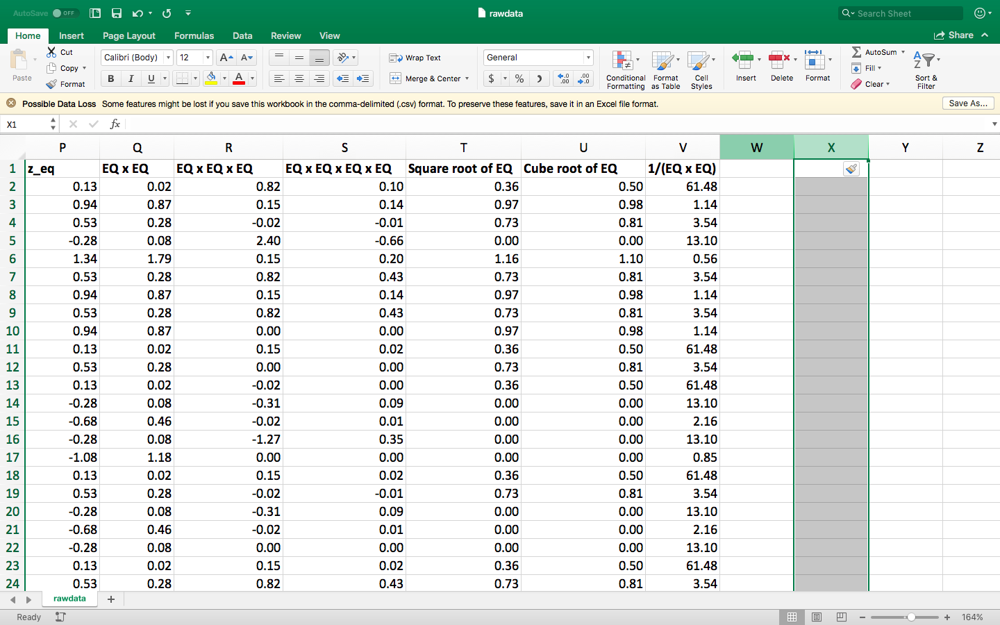 AutoSave OFF rawdata Search Sheet
Home Insert Page Layout Formulas Data Review View Share
Paste Cut Copy Format
Calibri (Body) 12 A A
B I U A
Wrap Text
Merge & Center
General
$ % .0 .00 .00 .0
Conditional Formatting Format as Table Cell Styles Insert Delete Format
AutoSum Fill Clear Sort & Filter
Possible Data Loss Some features might be lost if you save this workbook in the comma-delimited (.csv) format. To preserve these features, save it in an Excel file format. Save As...
X1 fx
P Q R S T U V W X Y Z
1 z_eq EQ x EQ EQ x EQ x EQ EQ x EQ x EQ x EQ Square root of EQ Cube root of EQ 1/(EQ x EQ)
2 0.13 0.02 0.82 0.10 0.36 0.50 61.48
3 0.94 0.87 0.15 0.14 0.97 0.98 1.14
4 0.53 0.28 -0.02 -0.01 0.73 0.81 3.54
5 -0.28 0.08 2.40 -0.66 0.00 0.00 13.10
6 1.34 1.79 0.15 0.20 1.16 1.10 0.56
7 0.53 0.28 0.82 0.43 0.73 0.81 3.54
8 0.94 0.87 0.15 0.14 0.97 0.98 1.14
9 0.53 0.28 0.82 0.43 0.73 0.81 3.54
10 0.94 0.87 0.00 0.00 0.97 0.98 1.14
11 0.13 0.02 0.15 0.02 0.36 0.50 61.48
12 0.53 0.28 0.00 0.00 0.73 0.81 3.54
13 0.13 0.02 -0.02 0.00 0.36 0.50 61.48
14 -0.28 0.08 -0.31 0.09 0.00 0.00 13.10
15 -0.68 0.46 -0.02 0.01 0.00 0.00 2.16
16 -0.28 0.08 -1.27 0.35 0.00 0.00 13.10
17 -1.08 1.18 0.00 0.00 0.00 0.00 0.85
18 0.13 0.02 0.15 0.02 0.36 0.50 61.48
19 0.53 0.28 -0.02 -0.01 0.73 0.81 3.54
20 -0.28 0.08 -0.31 0.09 0.00 0.00 13.10
21 -0.68 0.46 -0.02 0.01 0.00 0.00 2.16
22 -0.28 0.08 0.00 0.00 0.00 0.00 13.10
23 0.13 0.02 0.15 0.02 0.36 0.50 61.48
24 0.53 0.28 0.82 0.43 0.73 0.81 3.54
rawdata +
Ready 164%